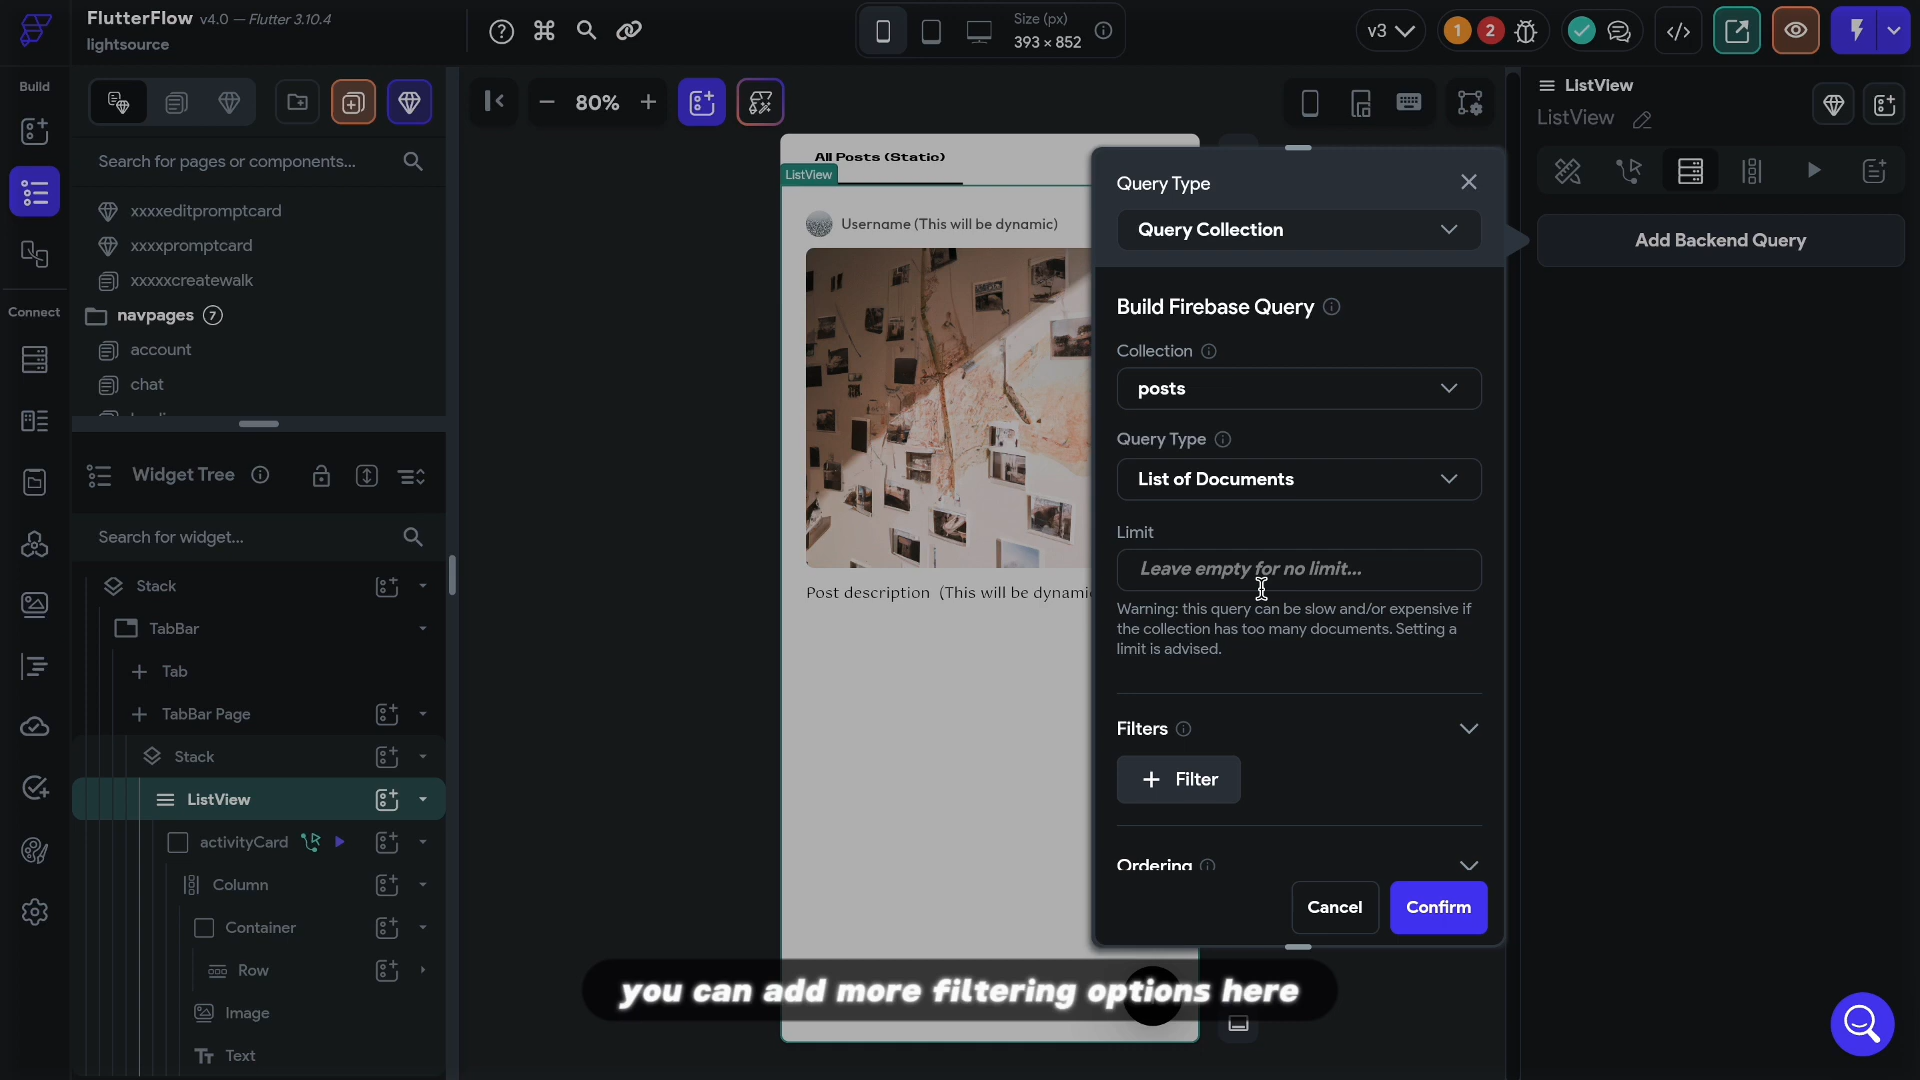 FlutterFlow v4.0 — Flutter 3.10.4
lightsource
Size (px)
393 × 852
v3
1
2
Build
Connect
Search for pages or components...
xxxxeditpromptcard
xxxxpromptcard
xxxxxcreatewalk
navpages 7
account
chat
Widget Tree
Search for widget...
Stack
TabBar
Tab
TabBar Page
Stack
ListView
activityCard
Column
Container
Row
Image
Text
80%
All Posts (Static)
ListView
Username (This will be dynamic)
Post description (This will be dynamic
Query Type
Query Collection
Build Firebase Query
Collection
posts
Query Type
List of Documents
Limit
Leave empty for no limit...
Warning: this query can be slow and/or expensive if
the collection has too many documents. Setting a
limit is advised.
Filters
+ Filter
Ordering
Cancel
Confirm
ListView
ListView
Add Backend Query
you can add more filtering options here